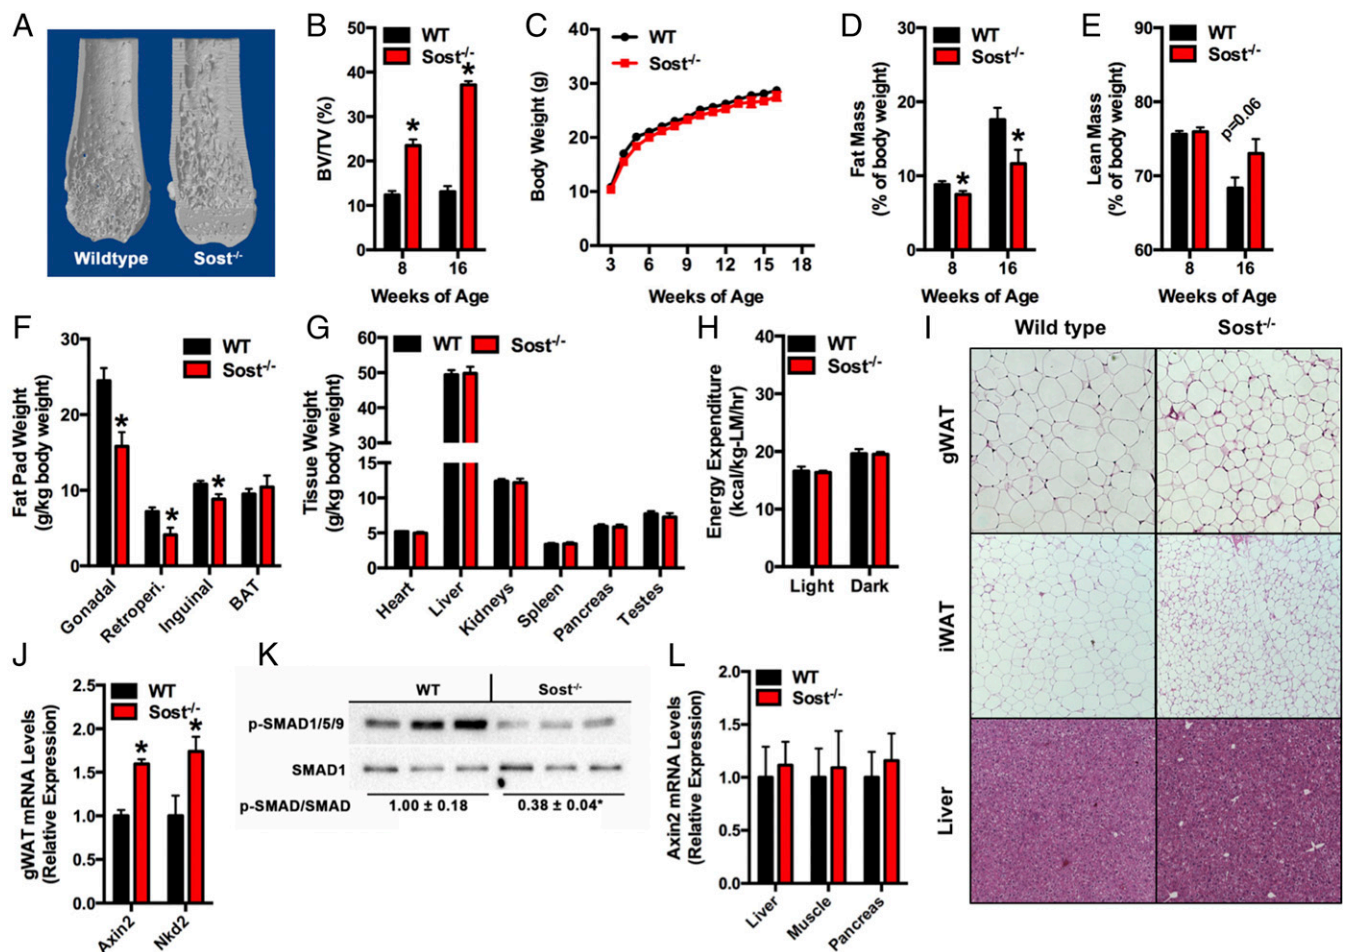 A
Wildtype
Sost-/-
B
WT
Sost-/-
BV/TV (%)
50
40
30
20
10
0
*
*
8
16
Weeks of Age
C
WT
Sost-/-
Body Weight (g)
40
30
20
10
0
3
6
9
12
15
18
Weeks of Age
D
WT
Sost-/-
Fat Mass
(% of body weight)
30
20
10
0
*
*
8
16
Weeks of Age
E
WT
Sost-/-
Lean Mass
(% of body weight)
90
80
70
60
p=0.06
8
16
Weeks of Age
F
WT
Sost-/-
Fat Pad Weight
(g/kg body weight)
30
20
10
0
*
*
*
Gonadal
Retroperi.
Inguinal
BAT
G
WT
Sost-/-
Tissue Weight
(g/kg body weight)
60
50
40
30
15
10
5
0
Heart
Liver
Kidneys
Spleen
Pancreas
Testes
H
WT
Sost-/-
Energy Expenditure
(kcal/kg-LM/hr)
40
30
20
10
0
Light
Dark
I
Wild type
Sost-/-
gWAT
iWAT
Liver
J
WT
Sost-/-
gWAT mRNA Levels
(Relative Expression)
2.5
2.0
1.5
1.0
0.5
0.0
*
*
Axin2
Nkd2
K
WT
Sost-/-
p-SMAD1/5/9
SMAD1
p-SMAD/SMAD
1.00 ± 0.18
0.38 ± 0.04*
L
WT
Sost-/-
Axin2 mRNA Levels
(Relative Expression)
2.0
1.5
1.0
0.5
0.0
Liver
Muscle
Pancreas